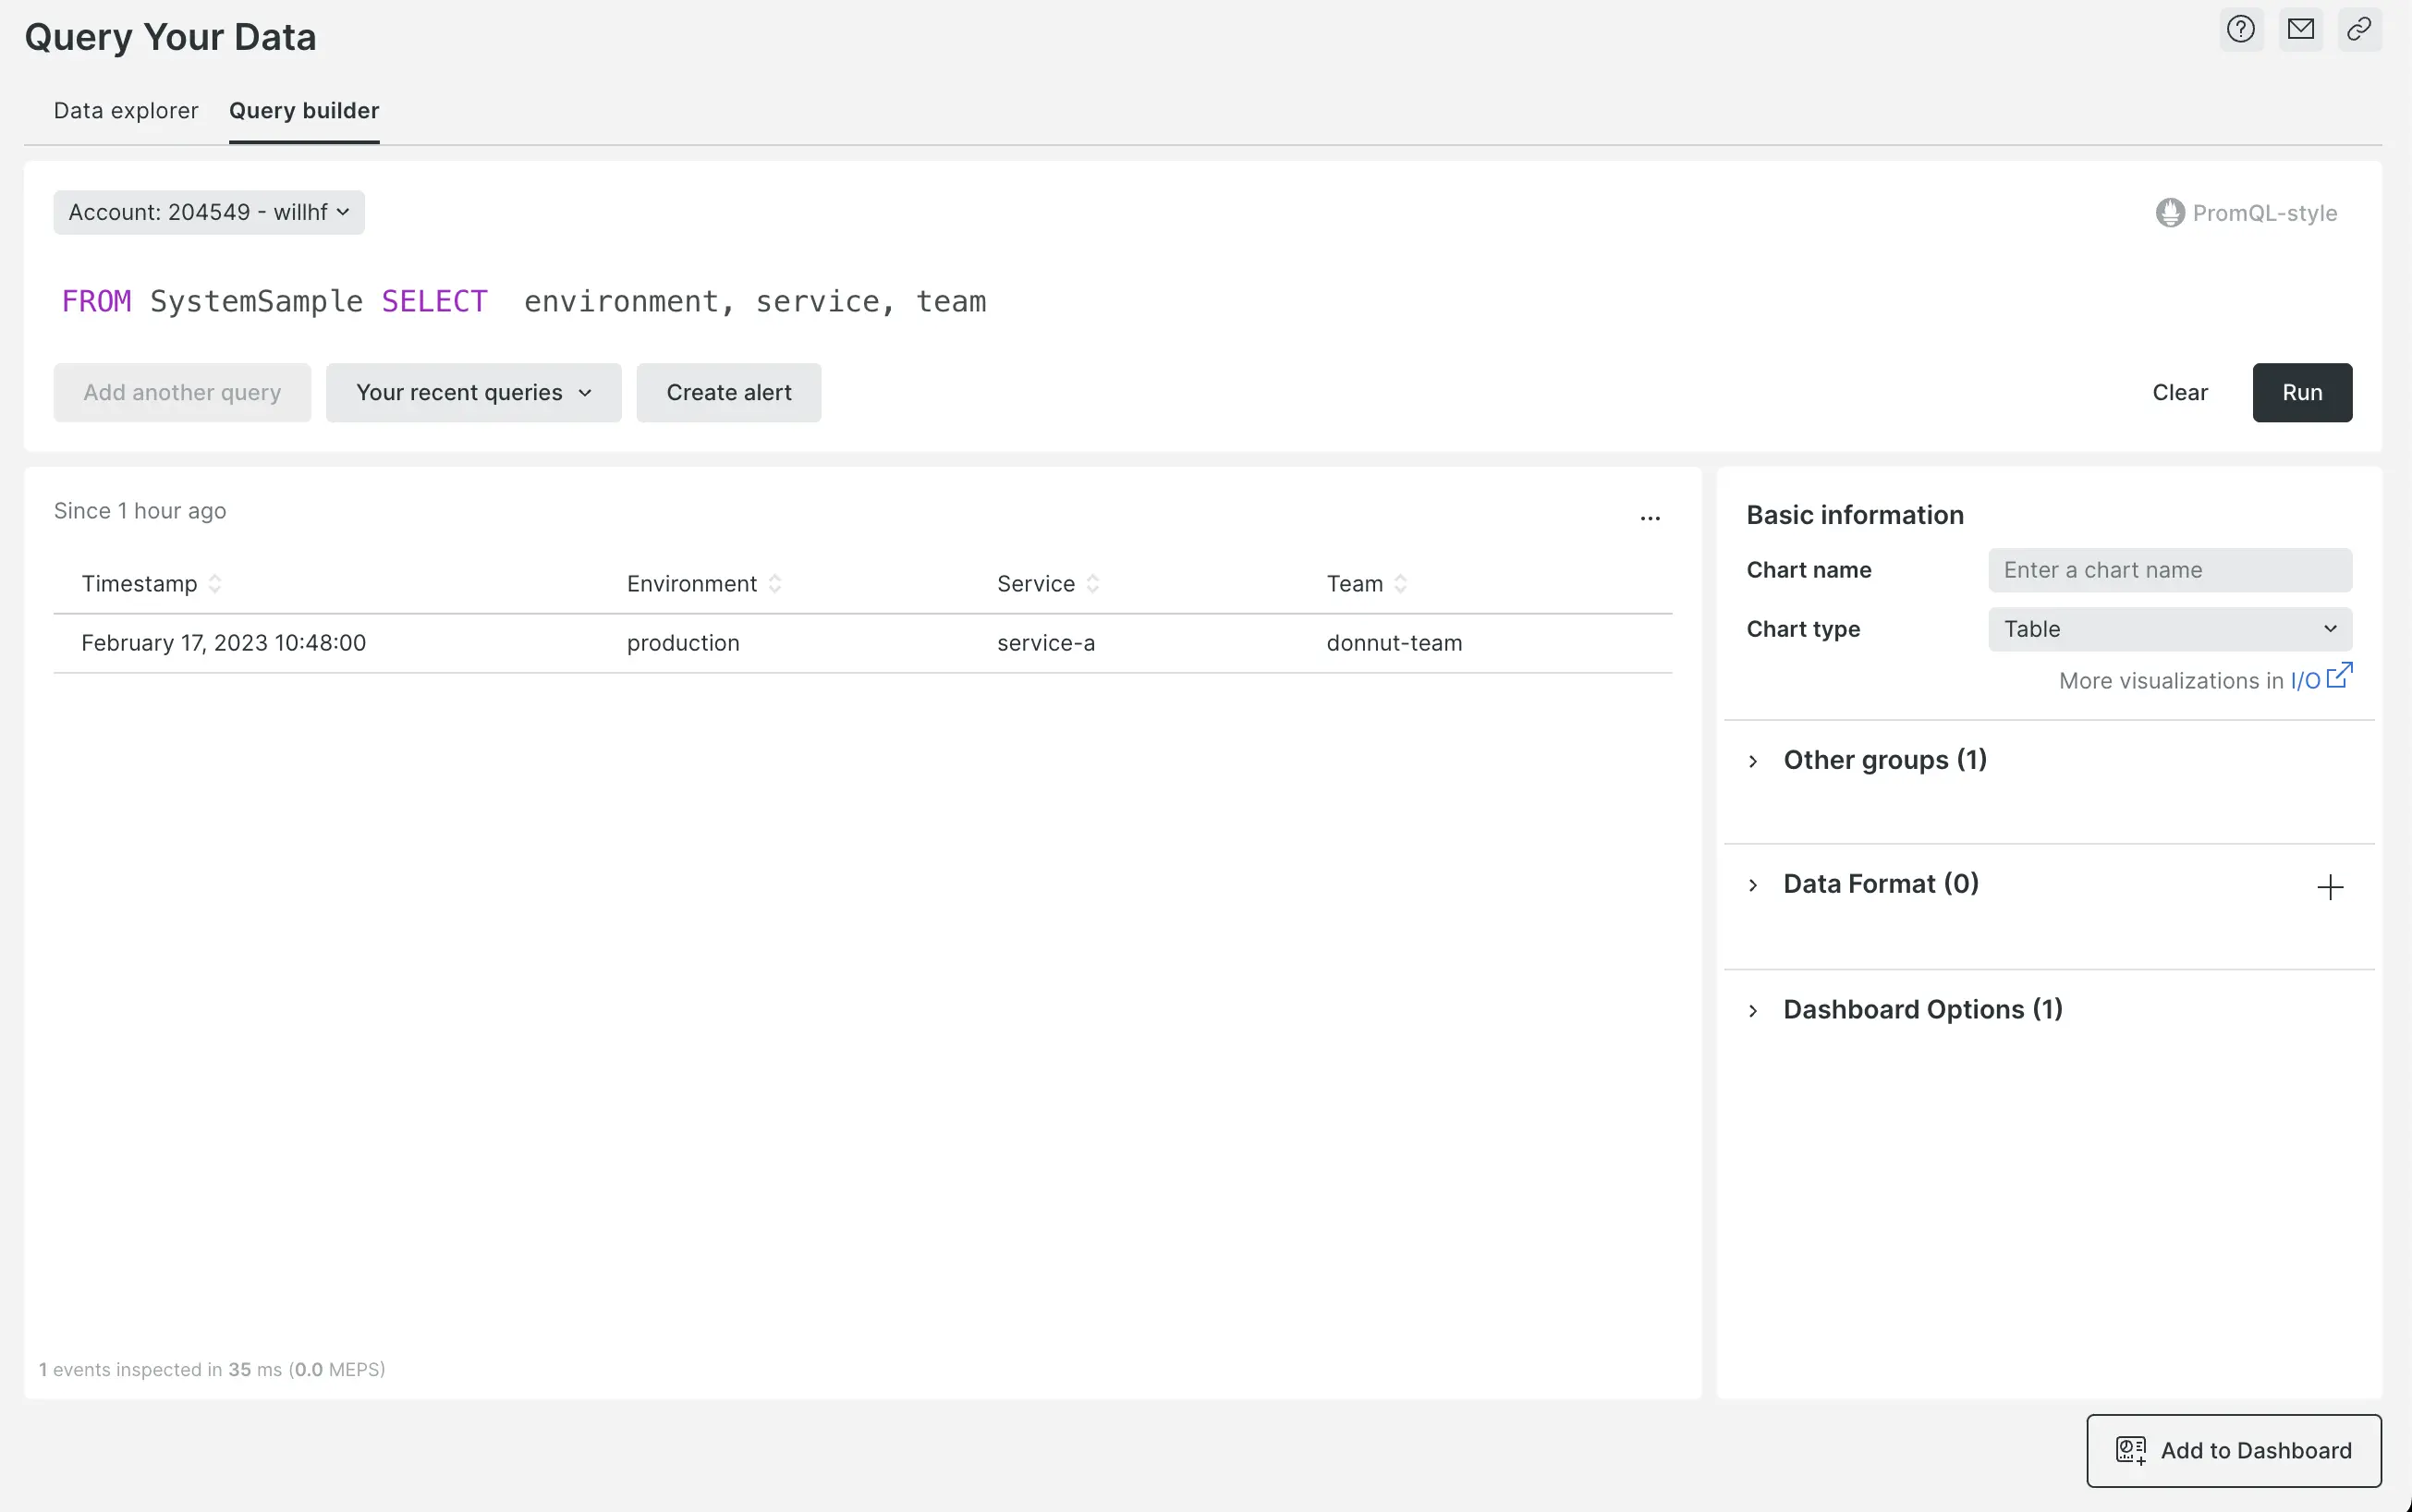 Query Your Data
Data explorer Query builder
Account: 204549 - willhf
PromQL-style
FROM SystemSample SELECT  environment, service, team
Add another query Your recent queries Create alert Clear Run
Since 1 hour ago
...
Timestamp Environment Service Team
February 17, 2023 10:48:00 production service-a donnut-team
1 events inspected in 35 ms (0.0 MEPS)
Basic information
Chart name Enter a chart name
Chart type Table
More visualizations in I/O
Other groups (1)
Data Format (0)
Dashboard Options (1)
Add to Dashboard